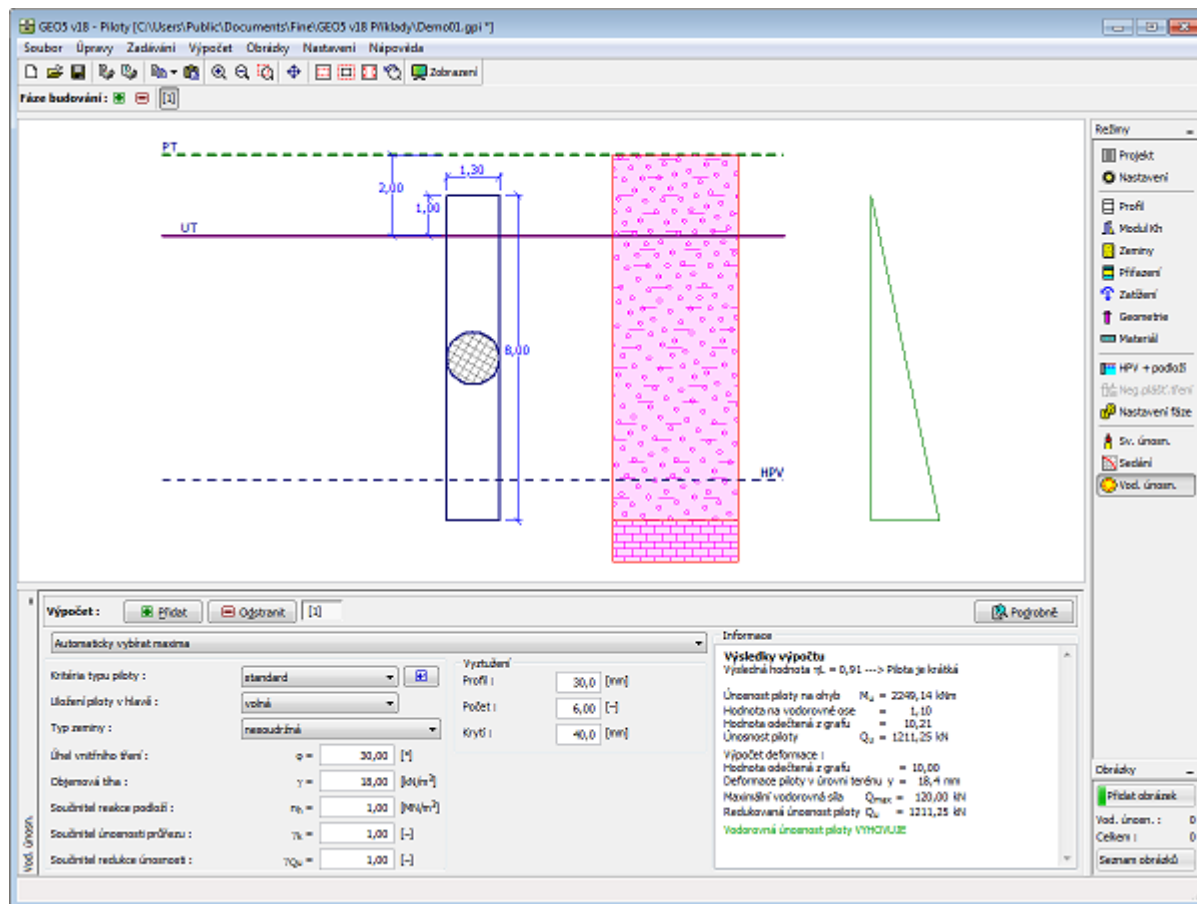 GEO5 v18 - Piloty [C:\Users\Public\Documents\Fine\GEO5 v18 Příklady\Demo01.gpi *]
Soubor Úpravy Zadávání Výpočet Obrázky Nastavení Nápověda
Zobrazení
Fáze budování : [1]
PT
1,30
2,00
1,00
UT
8,00
HPV
Režimy
Projekt
Nastavení
Profil
Modul Kh
Zeminy
Přiřazení
Zatížení
Geometrie
Materiál
HPV + podloží
Neg.plášť.tření
Nastavení fáze
Sv. únosn.
Sedání
Vod. únosn.
Výpočet : Přidat Odstranit [1] Podrobně
Automaticky vybírat maxima
Kritéria typu piloty : standard
Uložení piloty v hlavě : volná
Typ zeminy : nesoudržná
Úhel vnitřního tření : φ = 30,00 [°]
Objemová tíha : γ = 18,00 [kN/m³]
Součinitel reakce podloží : nh = 1,00 [MN/m³]
Součinitel únosnosti průřezu : γk = 1,00 [–]
Součinitel redukce únosnosti : γQu = 1,00 [–]
Vyztužení
Profil : 30,0 [mm]
Počet : 6,00 [–]
Krytí : 40,0 [mm]
Informace
Výsledky výpočtu
Výsledná hodnota ηL = 0,91 ---> Pilota je krátká
Únosnost piloty na ohyb Mu = 2249,14 kNm
Hodnota na vodorovné ose = 1,10
Hodnota odečtená z grafu = 10,21
Únosnost piloty Qu = 1211,25 kN
Výpočet deformace :
Hodnota odečtená z grafu = 10,00
Deformace piloty v úrovni terénu y = 18,4 mm
Maximální vodorovná síla Qmax = 120,00 kN
Redukovaná únosnost piloty Qu = 1211,25 kN
Vodorovná únosnost piloty VYHOVUJE
Vod. únosn.
Obrázky
Přidat obrázek
Vod. únosn. : 0
Celkem : 0
Seznam obrázků